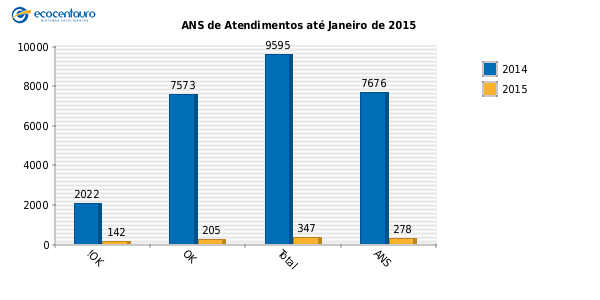 ecocentauro
ANS de Atendimentos até Janeiro de 2015
10000
8000
6000
4000
2000
0
2022
142
7573
205
9595
347
7676
278
!OK
OK
Total
ANS
2014
2015